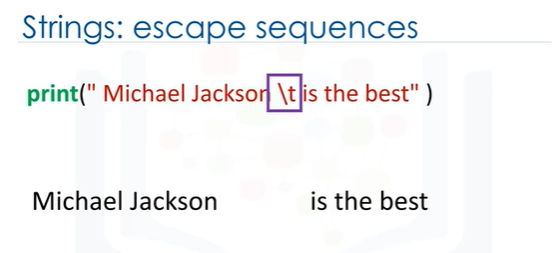 Strings: escape sequences
print(" Michael Jackson \t is the best" )
Michael Jackson is the best